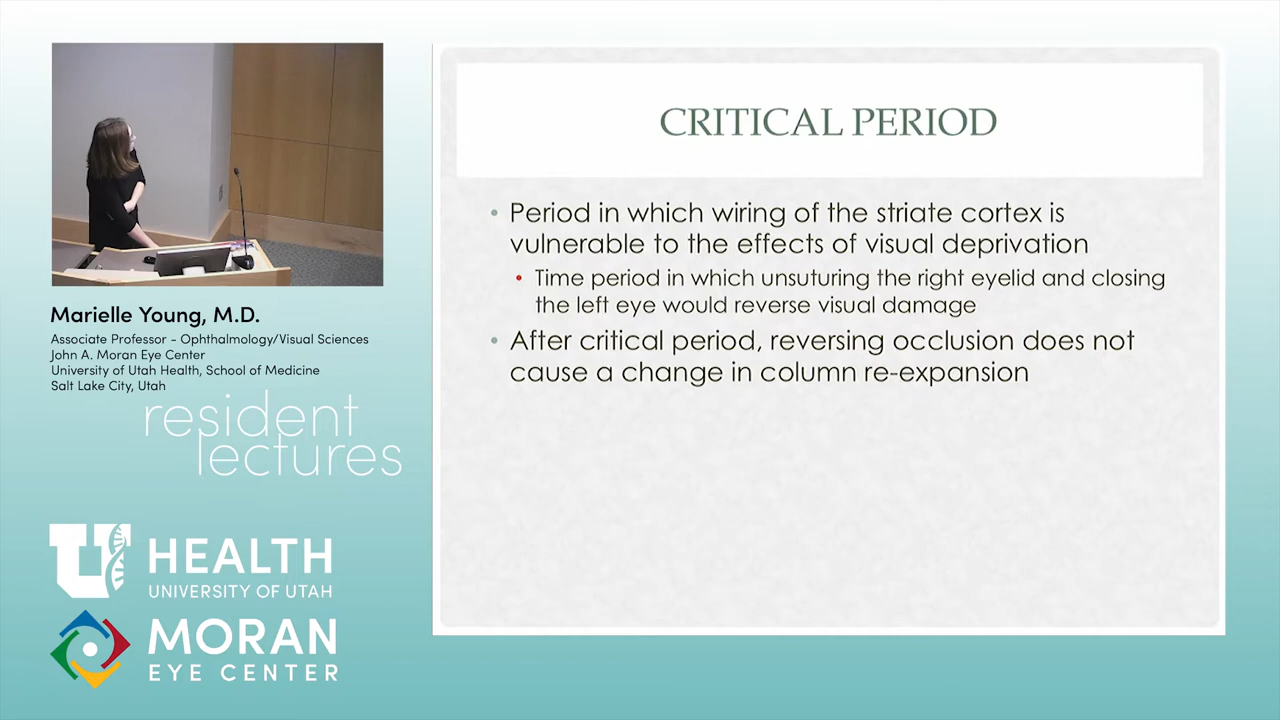 Marielle Young, M.D.
Associate Professor - Ophthalmology/Visual Sciences
John A. Moran Eye Center
University of Utah Health, School of Medicine
Salt Lake City, Utah
resident
lectures
U HEALTH
UNIVERSITY OF UTAH
MORAN
EYE CENTER
CRITICAL PERIOD
• Period in which wiring of the striate cortex is
vulnerable to the effects of visual deprivation
• Time period in which unsuturing the right eyelid and closing
the left eye would reverse visual damage
• After critical period, reversing occlusion does not
cause a change in column re-expansion